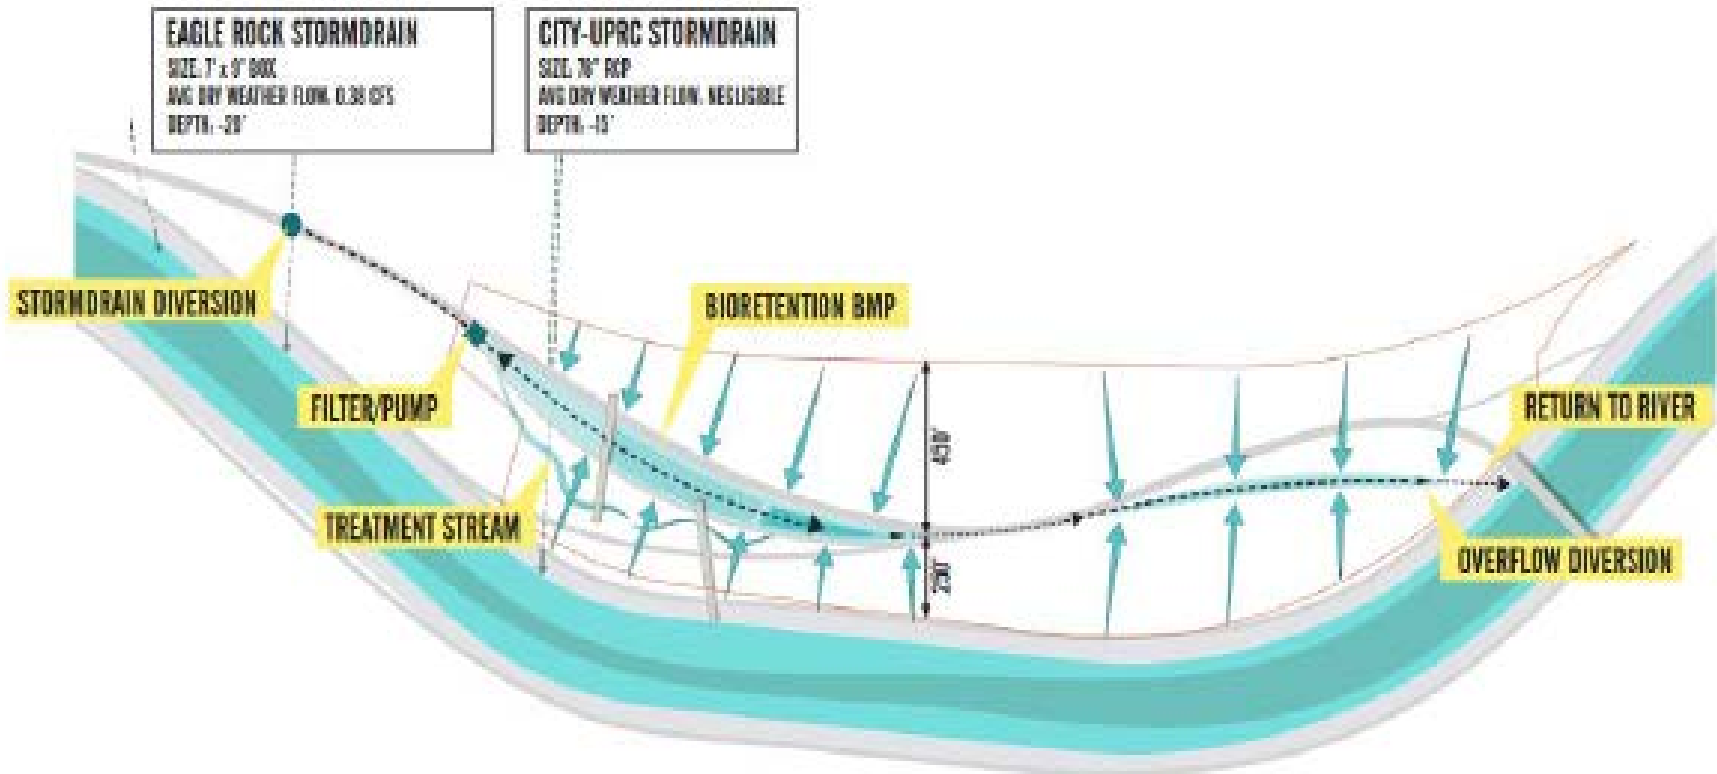 EAGLE ROCK STORMDRAIN
SIZE: 7' x 9' BOX
AVG DRY WEATHER FLOW: 0.38 CFS
DEPTH: ~20'
CITY-UPRC STORMDRAIN
SIZE: 78" RCP
AVG DRY WEATHER FLOW: NEGLIGIBLE
DEPTH: ~15'
STORMDRAIN DIVERSION
BIORETENTION BMP
FILTER/PUMP
RETURN TO RIVER
TREATMENT STREAM
OVERFLOW DIVERSION